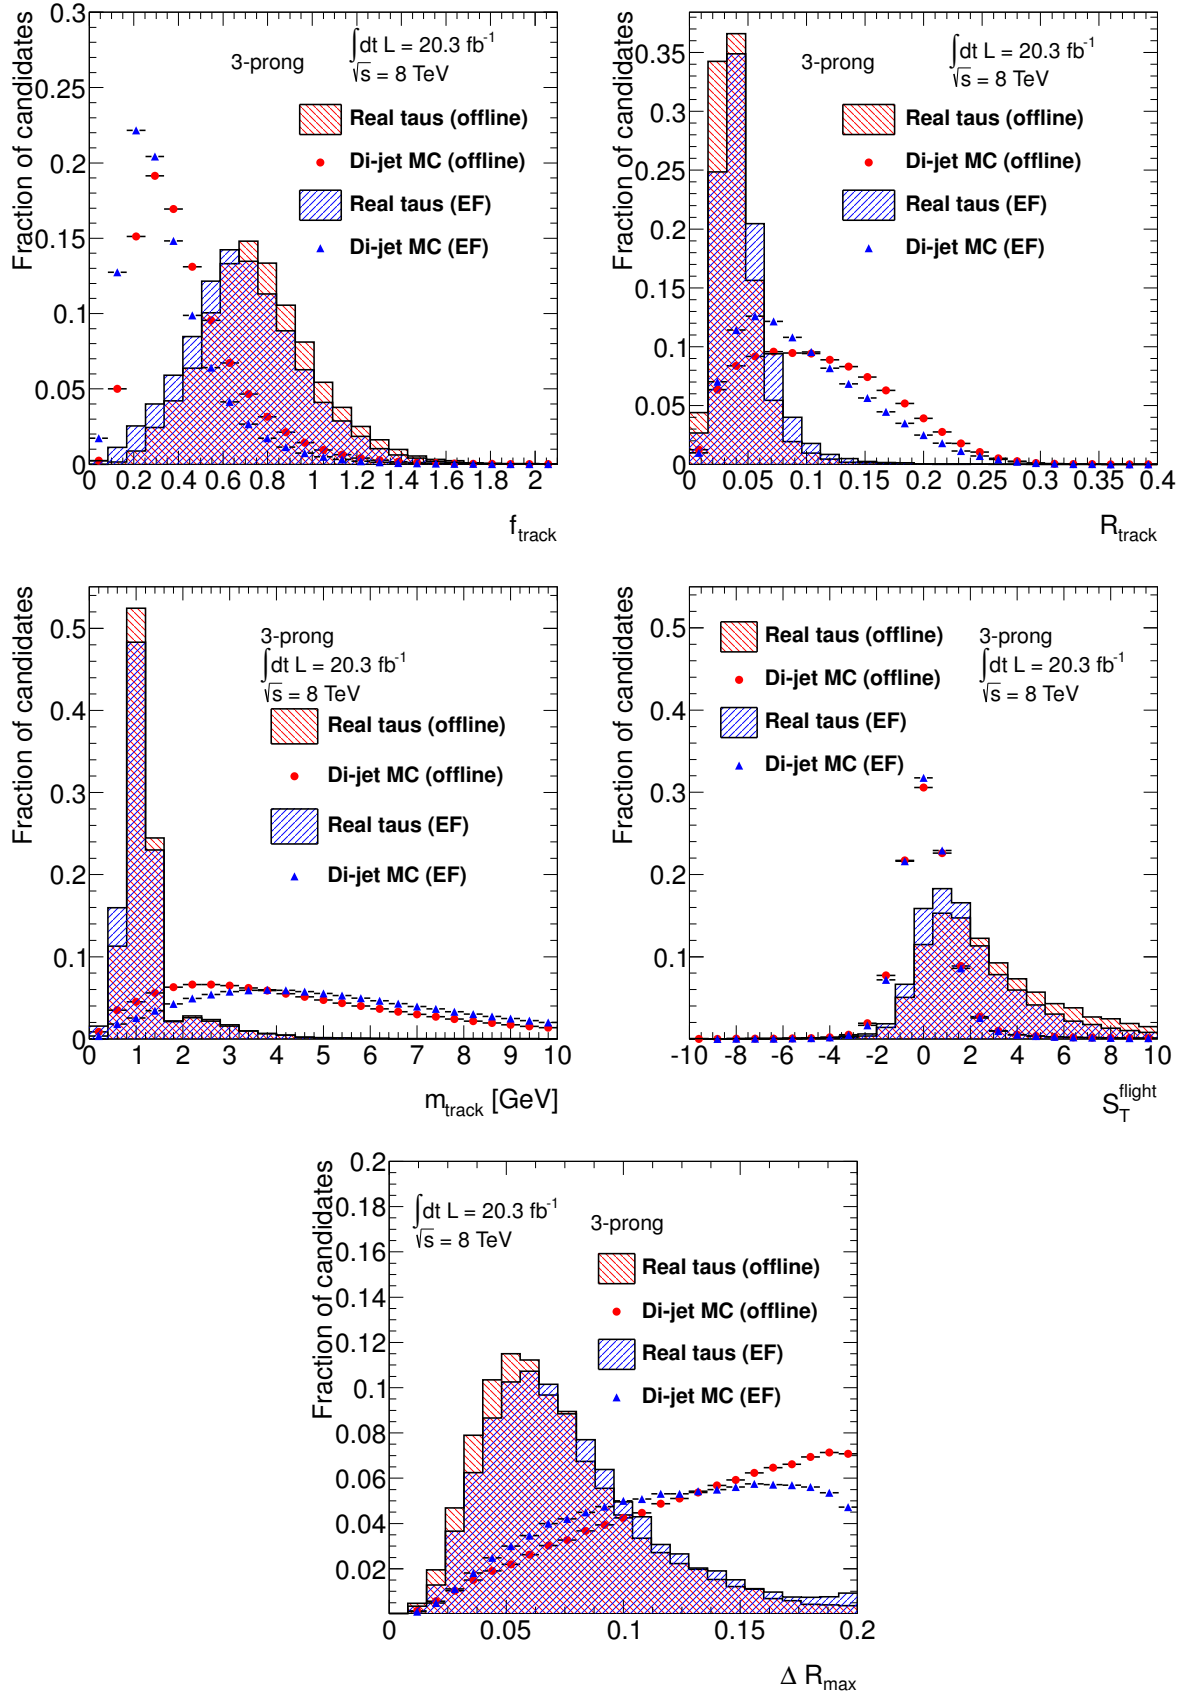 Fraction of candidates
0.3
0.25
0.2
0.15
0.1
0.05
0
3-prong
∫dt L = 20.3 fb⁻¹
√s = 8 TeV
Real taus (offline)
Di-jet MC (offline)
Real taus (EF)
Di-jet MC (EF)
0 0.2 0.4 0.6 0.8 1 1.2 1.4 1.6 1.8 2
f_track
Fraction of candidates
0.35
0.3
0.25
0.2
0.15
0.1
0.05
0
3-prong
∫dt L = 20.3 fb⁻¹
√s = 8 TeV
Real taus (offline)
Di-jet MC (offline)
Real taus (EF)
Di-jet MC (EF)
0 0.05 0.1 0.15 0.2 0.25 0.3 0.35 0.4
R_track
Fraction of candidates
0.5
0.4
0.3
0.2
0.1
0
3-prong
∫dt L = 20.3 fb⁻¹
√s = 8 TeV
Real taus (offline)
Di-jet MC (offline)
Real taus (EF)
Di-jet MC (EF)
0 1 2 3 4 5 6 7 8 9 10
m_track [GeV]
Fraction of candidates
0.5
0.4
0.3
0.2
0.1
0
Real taus (offline)
Di-jet MC (offline)
Real taus (EF)
Di-jet MC (EF)
3-prong
∫dt L = 20.3 fb⁻¹
√s = 8 TeV
-10 -8 -6 -4 -2 0 2 4 6 8 10
S_T^flight
Fraction of candidates
0.2
0.18
0.16
0.14
0.12
0.1
0.08
0.06
0.04
0.02
∫dt L = 20.3 fb⁻¹
√s = 8 TeV
3-prong
Real taus (offline)
Di-jet MC (offline)
Real taus (EF)
Di-jet MC (EF)
0 0.05 0.1 0.15 0.2
Δ R_max